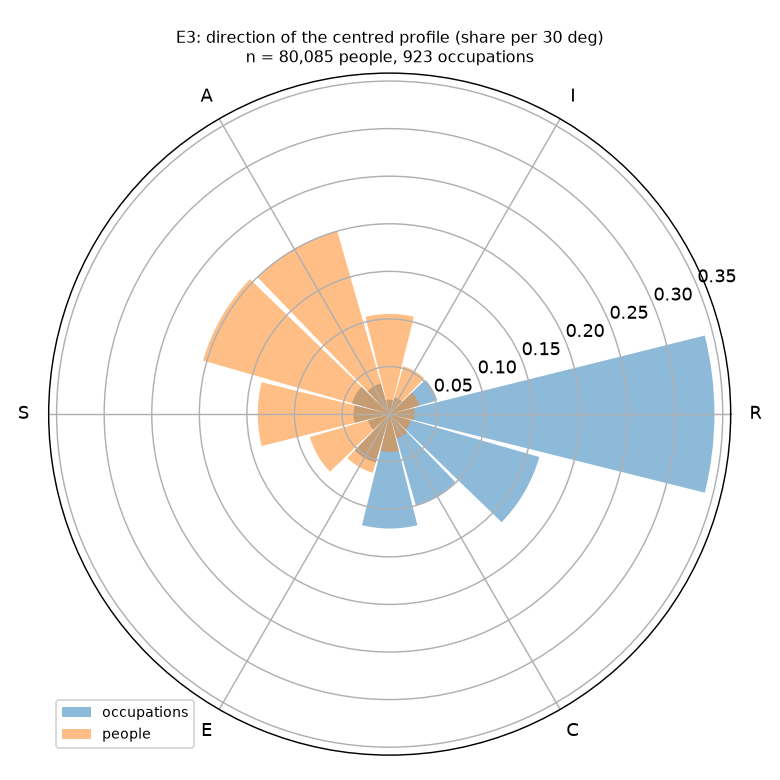 E3: direction of the centred profile (share per 30 deg)
n = 80,085 people, 923 occupations
A
I
0.35
0.30
0.25
0.20
0.15
0.10
0.05
S
R
E
C
occupations
people